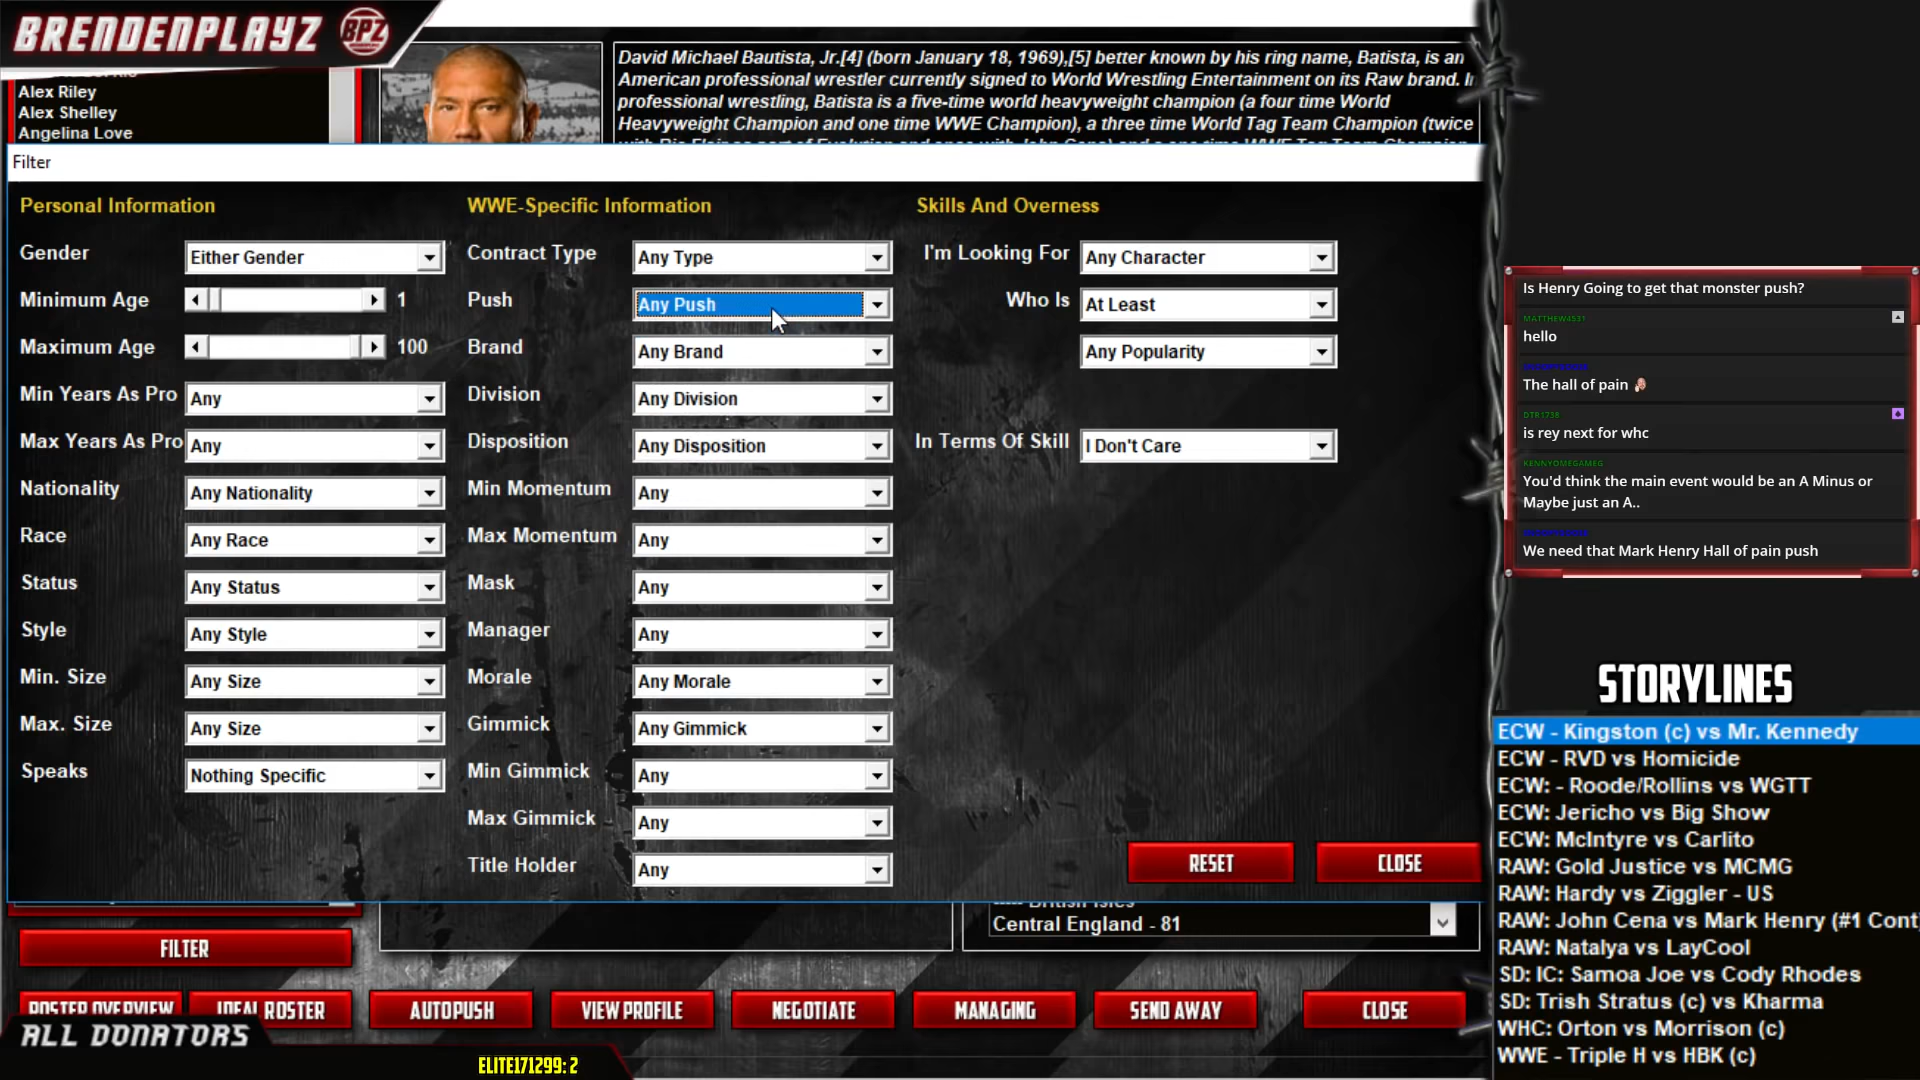 BRENDENPLAYZ
BPZ
Alex Riley
Alex Shelley
Angelina Love
David Michael Bautista, Jr.[4] (born January 18, 1969),[5] better known by his ring name, Batista, is an
American professional wrestler currently signed to World Wrestling Entertainment on its Raw brand. In
professional wrestling, Batista is a five-time world heavyweight champion (a four time World
Heavyweight Champion and one time WWE Champion), a three time World Tag Team Champion (twice
Filter
Personal Information
Gender
Either Gender
Minimum Age
1
Maximum Age
100
Min Years As Pro
Any
Max Years As Pro
Any
Nationality
Any Nationality
Race
Any Race
Status
Any Status
Style
Any Style
Min. Size
Any Size
Max. Size
Any Size
Speaks
Nothing Specific
WWE-Specific Information
Contract Type
Any Type
Push
Any Push
Brand
Any Brand
Division
Any Division
Disposition
Any Disposition
Min Momentum
Any
Max Momentum
Any
Mask
Any
Manager
Any
Morale
Any Morale
Gimmick
Any Gimmick
Min Gimmick
Any
Max Gimmick
Any
Title Holder
Any
Skills And Overness
I'm Looking For
Any Character
Who Is
At Least
Any Popularity
In Terms Of Skill
I Don't Care
RESET
CLOSE
British Isles
Central England - 81
FILTER
ROSTER OVERVIEW
IDEAL ROSTER
AUTOPUSH
VIEW PROFILE
NEGOTIATE
MANAGING
SEND AWAY
CLOSE
ALL DONATORS
ELITE171299: 2
Is Henry Going to get that monster push?
MATTHEW4531
hello
The hall of pain
DTR1738
is rey next for whc
KENNYOMEGAMEG
You'd think the main event would be an A Minus or
Maybe just an A..
We need that Mark Henry Hall of pain push
STORYLINES
ECW - Kingston (c) vs Mr. Kennedy
ECW - RVD vs Homicide
ECW: - Roode/Rollins vs WGTT
ECW: Jericho vs Big Show
ECW: McIntyre vs Carlito
RAW: Gold Justice vs MCMG
RAW: Hardy vs Ziggler - US
RAW: John Cena vs Mark Henry (#1 Cont
RAW: Natalya vs LayCool
SD: IC: Samoa Joe vs Cody Rhodes
SD: Trish Stratus (c) vs Kharma
WHC: Orton vs Morrison (c)
WWE - Triple H vs HBK (c)